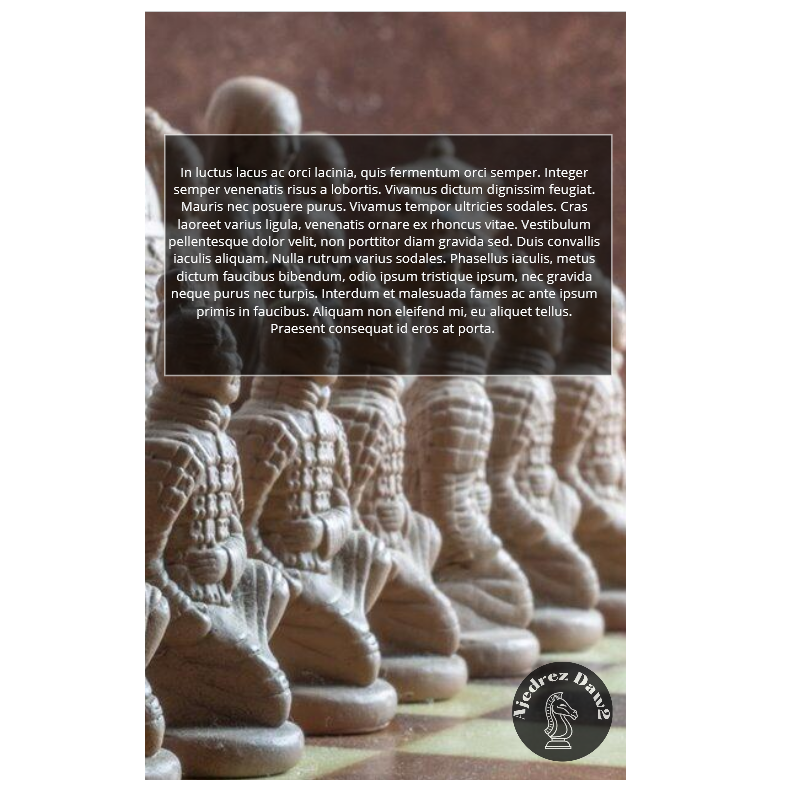 In luctus lacus ac orci lacinia, quis fermentum orci semper. Integer
semper venenatis risus a lobortis. Vivamus dictum dignissim feugiat.
Mauris nec posuere purus. Vivamus tempor ultricies sodales. Cras
laoreet varius ligula, venenatis ornare ex rhoncus vitae. Vestibulum
pellentesque dolor velit, non porttitor diam gravida sed. Duis convallis
iaculis aliquam. Nulla rutrum varius sodales. Phasellus iaculis, metus
dictum faucibus bibendum, odio ipsum tristique ipsum, nec gravida
neque purus nec turpis. Interdum et malesuada fames ac ante ipsum
primis in faucibus. Aliquam non eleifend mi, eu aliquet tellus.
Praesent consequat id eros at porta.
Ajedrez Daw2